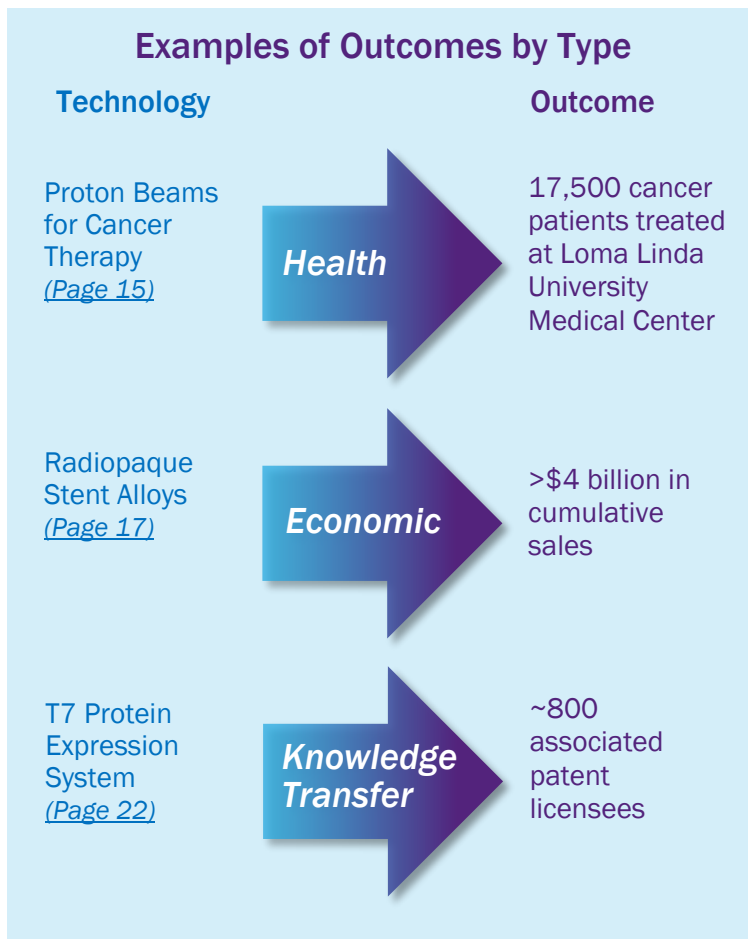 Examples of Outcomes by Type
Technology
Outcome
Proton Beams
for Cancer
Therapy
(Page 15)
Health
17,500 cancer
patients treated
at Loma Linda
University
Medical Center
Radiopaque
Stent Alloys
(Page 17)
Economic
>$4 billion in
cumulative
sales
T7 Protein
Expression
System
(Page 22)
Knowledge
Transfer
~800
associated
patent
licensees